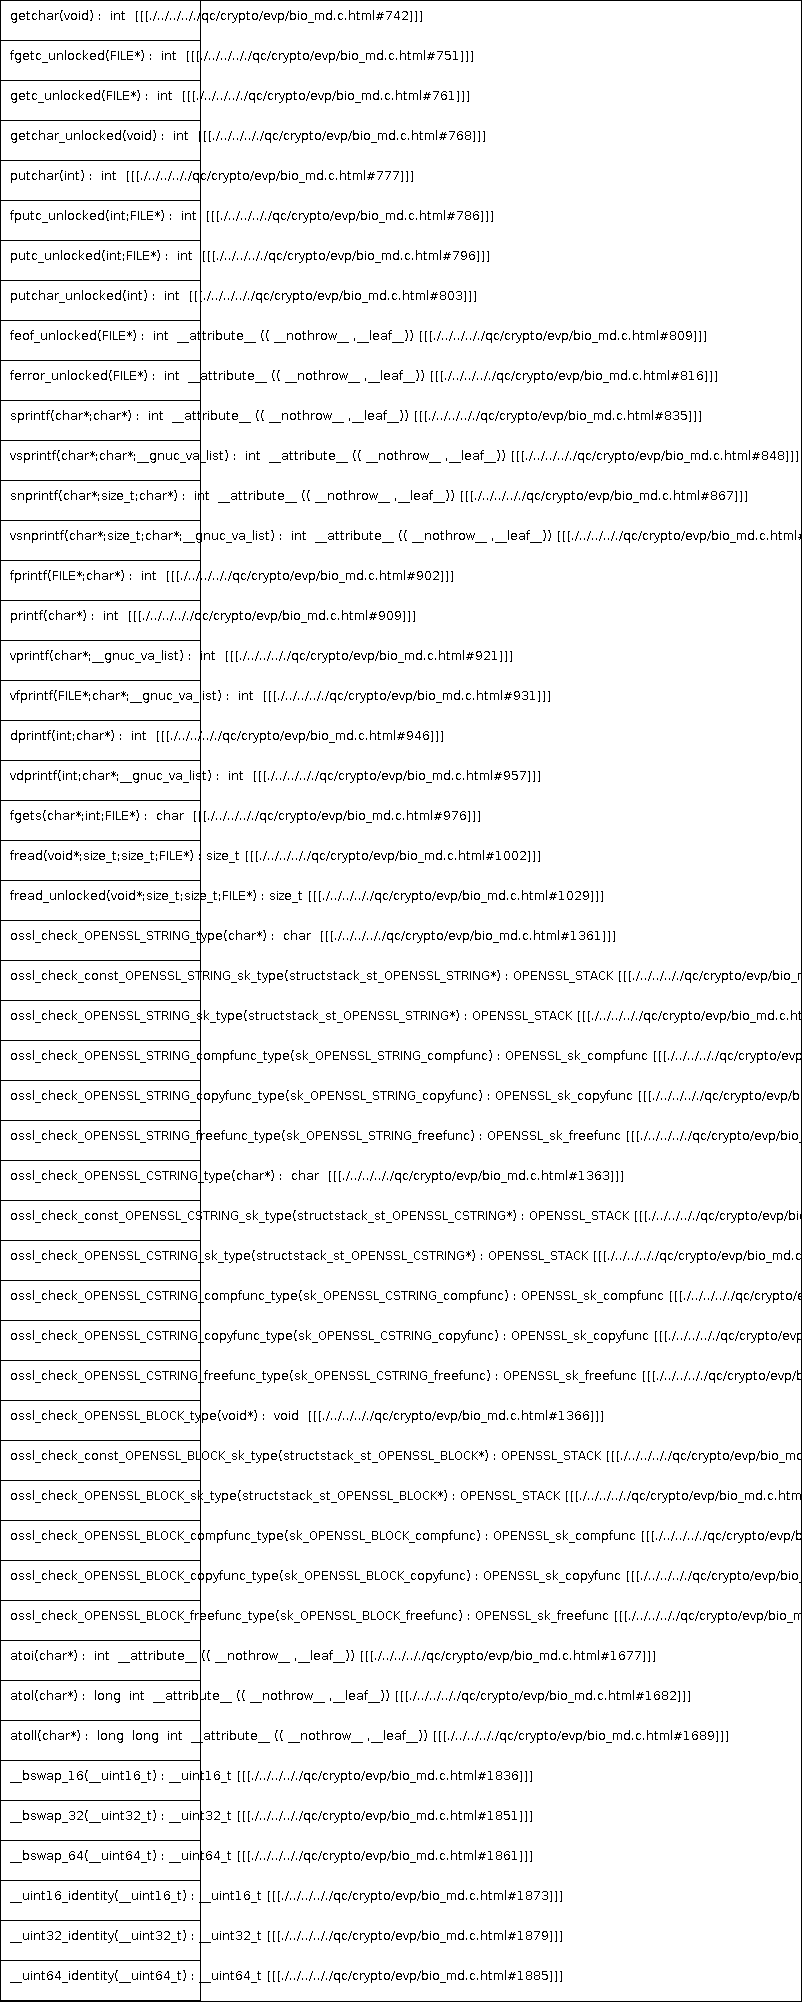 getchar(void) : int [[[./../../.././qc/crypto/evp/bio_md.c.html#742]]]
fgetc_unlocked(FILE*) : int [[[./../../.././qc/crypto/evp/bio_md.c.html#751]]]
getc_unlocked(FILE*) : int [[[./../../.././qc/crypto/evp/bio_md.c.html#761]]]
getchar_unlocked(void) : int [[[./../../.././qc/crypto/evp/bio_md.c.html#768]]]
putchar(int) : int [[[./../../.././qc/crypto/evp/bio_md.c.html#777]]]
fputc_unlocked(int;FILE*) : int [[[./../../.././qc/crypto/evp/bio_md.c.html#786]]]
putc_unlocked(int;FILE*) : int [[[./../../.././qc/crypto/evp/bio_md.c.html#796]]]
putchar_unlocked(int) : int [[[./../../.././qc/crypto/evp/bio_md.c.html#803]]]
feof_unlocked(FILE*) : int __attribute__ (( __nothrow__ ,__leaf__)) [[[./../../.././qc/crypto/evp/bio_md.c.html#809]]]
ferror_unlocked(FILE*) : int __attribute__ (( __nothrow__ ,__leaf__)) [[[./../../.././qc/crypto/evp/bio_md.c.html#816]]]
sprintf(char*;char*) : int __attribute__ (( __nothrow__ ,__leaf__)) [[[./../../.././qc/crypto/evp/bio_md.c.html#835]]]
vsprintf(char*;char*;__gnuc_va_list) : int __attribute__ (( __nothrow__ ,__leaf__)) [[[./../../.././qc/crypto/evp/bio_md.c.html#848]]]
snprintf(char*;size_t;char*) : int __attribute__ (( __nothrow__ ,__leaf__)) [[[./../../.././qc/crypto/evp/bio_md.c.html#867]]]
vsnprintf(char*;size_t;char*;__gnuc_va_list) : int __attribute__ (( __nothrow__ ,__leaf__)) [[[./../../.././qc/crypto/evp/bio_md.c.html#
fprintf(FILE*;char*) : int [[[./../../.././qc/crypto/evp/bio_md.c.html#902]]]
printf(char*) : int [[[./../../.././qc/crypto/evp/bio_md.c.html#909]]]
vprintf(char*;__gnuc_va_list) : int [[[./../../.././qc/crypto/evp/bio_md.c.html#921]]]
vfprintf(FILE*;char*;__gnuc_va_list) : int [[[./../../.././qc/crypto/evp/bio_md.c.html#931]]]
dprintf(int;char*) : int [[[./../../.././qc/crypto/evp/bio_md.c.html#946]]]
vdprintf(int;char*;__gnuc_va_list) : int [[[./../../.././qc/crypto/evp/bio_md.c.html#957]]]
fgets(char*;int;FILE*) : char [[[./../../.././qc/crypto/evp/bio_md.c.html#976]]]
fread(void*;size_t;size_t;FILE*) : size_t [[[./../../.././qc/crypto/evp/bio_md.c.html#1002]]]
fread_unlocked(void*;size_t;size_t;FILE*) : size_t [[[./../../.././qc/crypto/evp/bio_md.c.html#1029]]]
ossl_check_OPENSSL_STRING_type(char*) : char [[[./../../.././qc/crypto/evp/bio_md.c.html#1361]]]
ossl_check_const_OPENSSL_STRING_sk_type(structstack_st_OPENSSL_STRING*) : OPENSSL_STACK [[[./../../.././qc/crypto/evp/bio_m
ossl_check_OPENSSL_STRING_sk_type(structstack_st_OPENSSL_STRING*) : OPENSSL_STACK [[[./../../.././qc/crypto/evp/bio_md.c.ht
ossl_check_OPENSSL_STRING_compfunc_type(sk_OPENSSL_STRING_compfunc) : OPENSSL_sk_compfunc [[[./../../.././qc/crypto/evp
ossl_check_OPENSSL_STRING_copyfunc_type(sk_OPENSSL_STRING_copyfunc) : OPENSSL_sk_copyfunc [[[./../../.././qc/crypto/evp/b
ossl_check_OPENSSL_STRING_freefunc_type(sk_OPENSSL_STRING_freefunc) : OPENSSL_sk_freefunc [[[./../../.././qc/crypto/evp/bio_
ossl_check_OPENSSL_CSTRING_type(char*) : char [[[./../../.././qc/crypto/evp/bio_md.c.html#1363]]]
ossl_check_const_OPENSSL_CSTRING_sk_type(structstack_st_OPENSSL_CSTRING*) : OPENSSL_STACK [[[./../../.././qc/crypto/evp/bio
ossl_check_OPENSSL_CSTRING_sk_type(structstack_st_OPENSSL_CSTRING*) : OPENSSL_STACK [[[./../../.././qc/crypto/evp/bio_md.c
ossl_check_OPENSSL_CSTRING_compfunc_type(sk_OPENSSL_CSTRING_compfunc) : OPENSSL_sk_compfunc [[[./../../.././qc/crypto/e
ossl_check_OPENSSL_CSTRING_copyfunc_type(sk_OPENSSL_CSTRING_copyfunc) : OPENSSL_sk_copyfunc [[[./../../.././qc/crypto/evp
ossl_check_OPENSSL_CSTRING_freefunc_type(sk_OPENSSL_CSTRING_freefunc) : OPENSSL_sk_freefunc [[[./../../.././qc/crypto/evp/b
ossl_check_OPENSSL_BLOCK_type(void*) : void [[[./../../.././qc/crypto/evp/bio_md.c.html#1366]]]
ossl_check_const_OPENSSL_BLOCK_sk_type(structstack_st_OPENSSL_BLOCK*) : OPENSSL_STACK [[[./../../.././qc/crypto/evp/bio_md
ossl_check_OPENSSL_BLOCK_sk_type(structstack_st_OPENSSL_BLOCK*) : OPENSSL_STACK [[[./../../.././qc/crypto/evp/bio_md.c.htm
ossl_check_OPENSSL_BLOCK_compfunc_type(sk_OPENSSL_BLOCK_compfunc) : OPENSSL_sk_compfunc [[[./../../.././qc/crypto/evp/b
ossl_check_OPENSSL_BLOCK_copyfunc_type(sk_OPENSSL_BLOCK_copyfunc) : OPENSSL_sk_copyfunc [[[./../../.././qc/crypto/evp/bio_
ossl_check_OPENSSL_BLOCK_freefunc_type(sk_OPENSSL_BLOCK_freefunc) : OPENSSL_sk_freefunc [[[./../../.././qc/crypto/evp/bio_m
atoi(char*) : int __attribute__ (( __nothrow__ ,__leaf__)) [[[./../../.././qc/crypto/evp/bio_md.c.html#1677]]]
atol(char*) : long int __attribute__ (( __nothrow__ ,__leaf__)) [[[./../../.././qc/crypto/evp/bio_md.c.html#1682]]]
atoll(char*) : long long int __attribute__ (( __nothrow__ ,__leaf__)) [[[./../../.././qc/crypto/evp/bio_md.c.html#1689]]]
__bswap_16(__uint16_t) : __uint16_t [[[./../../.././qc/crypto/evp/bio_md.c.html#1836]]]
__bswap_32(__uint32_t) : __uint32_t [[[./../../.././qc/crypto/evp/bio_md.c.html#1851]]]
__bswap_64(__uint64_t) : __uint64_t [[[./../../.././qc/crypto/evp/bio_md.c.html#1861]]]
__uint16_identity(__uint16_t) : __uint16_t [[[./../../.././qc/crypto/evp/bio_md.c.html#1873]]]
__uint32_identity(__uint32_t) : __uint32_t [[[./../../.././qc/crypto/evp/bio_md.c.html#1879]]]
__uint64_identity(__uint64_t) : __uint64_t [[[./../../.././qc/crypto/evp/bio_md.c.html#1885]]]